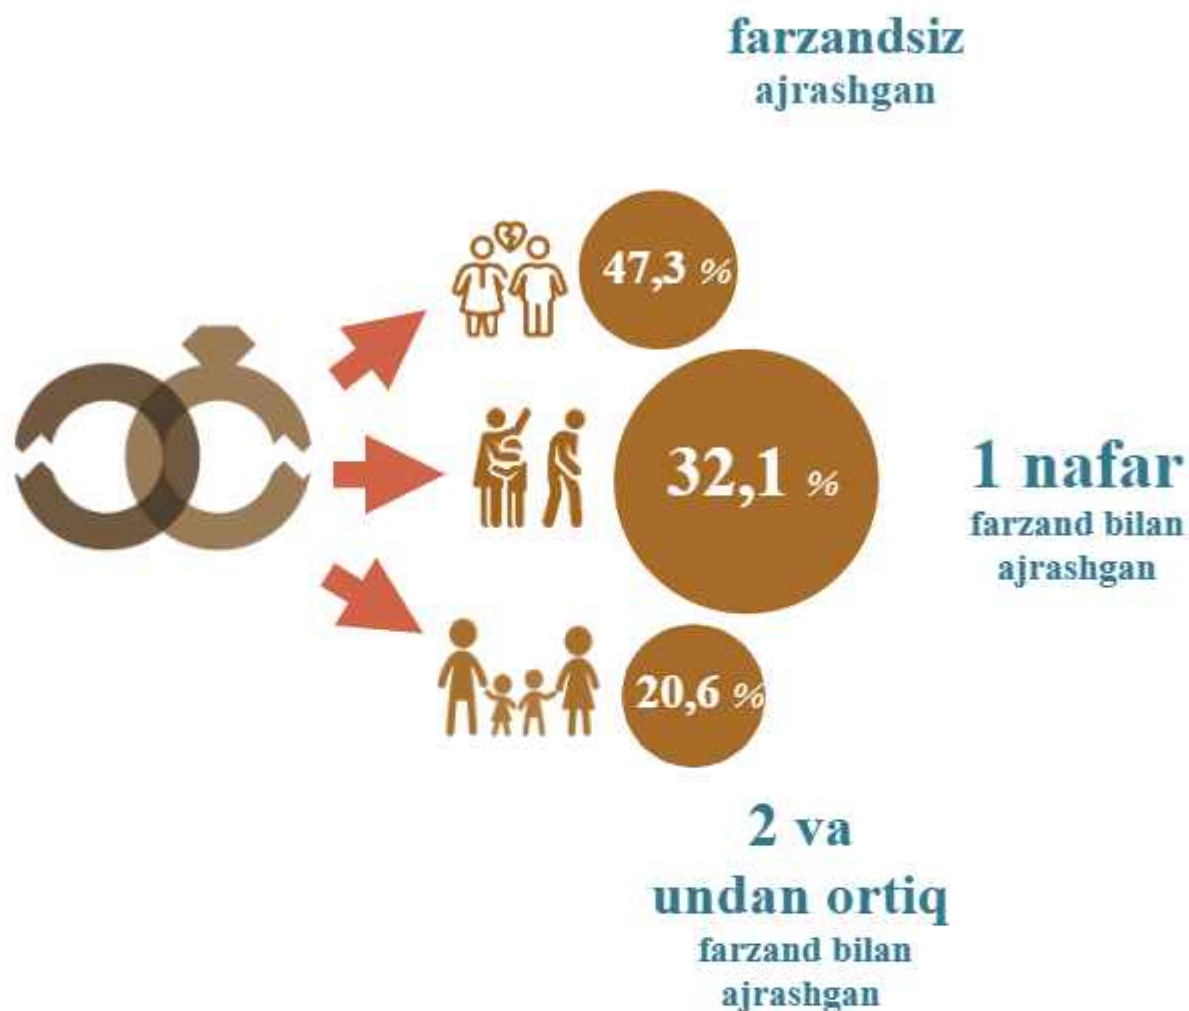 farzandsiz
ajrashgan
47,3 %
32,1 %
1 nafar
farzand bilan
ajrashgan
20,6 %
2 va
undan ortiq
farzand bilan
ajrashgan